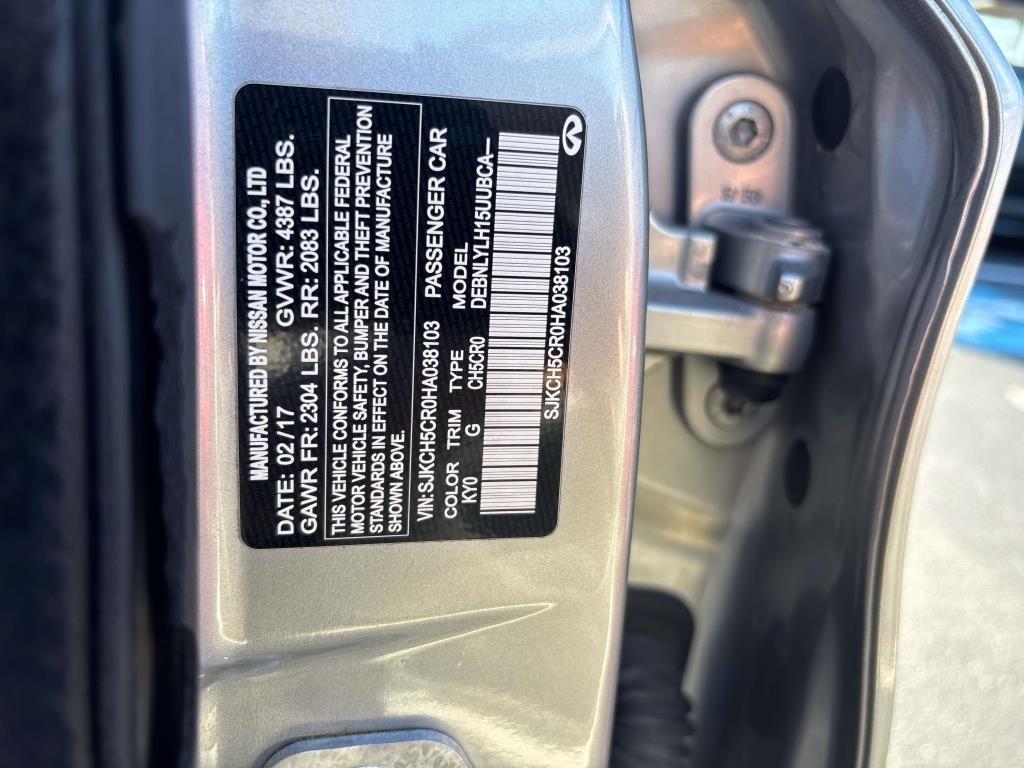 MANUFACTURED BY NISSAN MOTOR CO., LTD
DATE: 02 /17 GVWR: 4387 LBS.
GAWR FR: 2304 LBS. RR: 2083 LBS.
THIS VEHICLE CONFORMS TO ALL APPLICABLE FEDERAL
MOTOR VEHICLE SAFETY, BUMPER AND THEFT PREVENTION
STANDARDS IN EFFECT ON THE DATE OF MANUFACTURE
SHOWN ABOVE.
VIN: SJKCH5CR0HA038103 PASSENGER CAR
COLOR TRIM TYPE MODEL
KY0 G CH5CR0 DEBNLYLH15UUBCA—
SJKCH5CR0HA038103